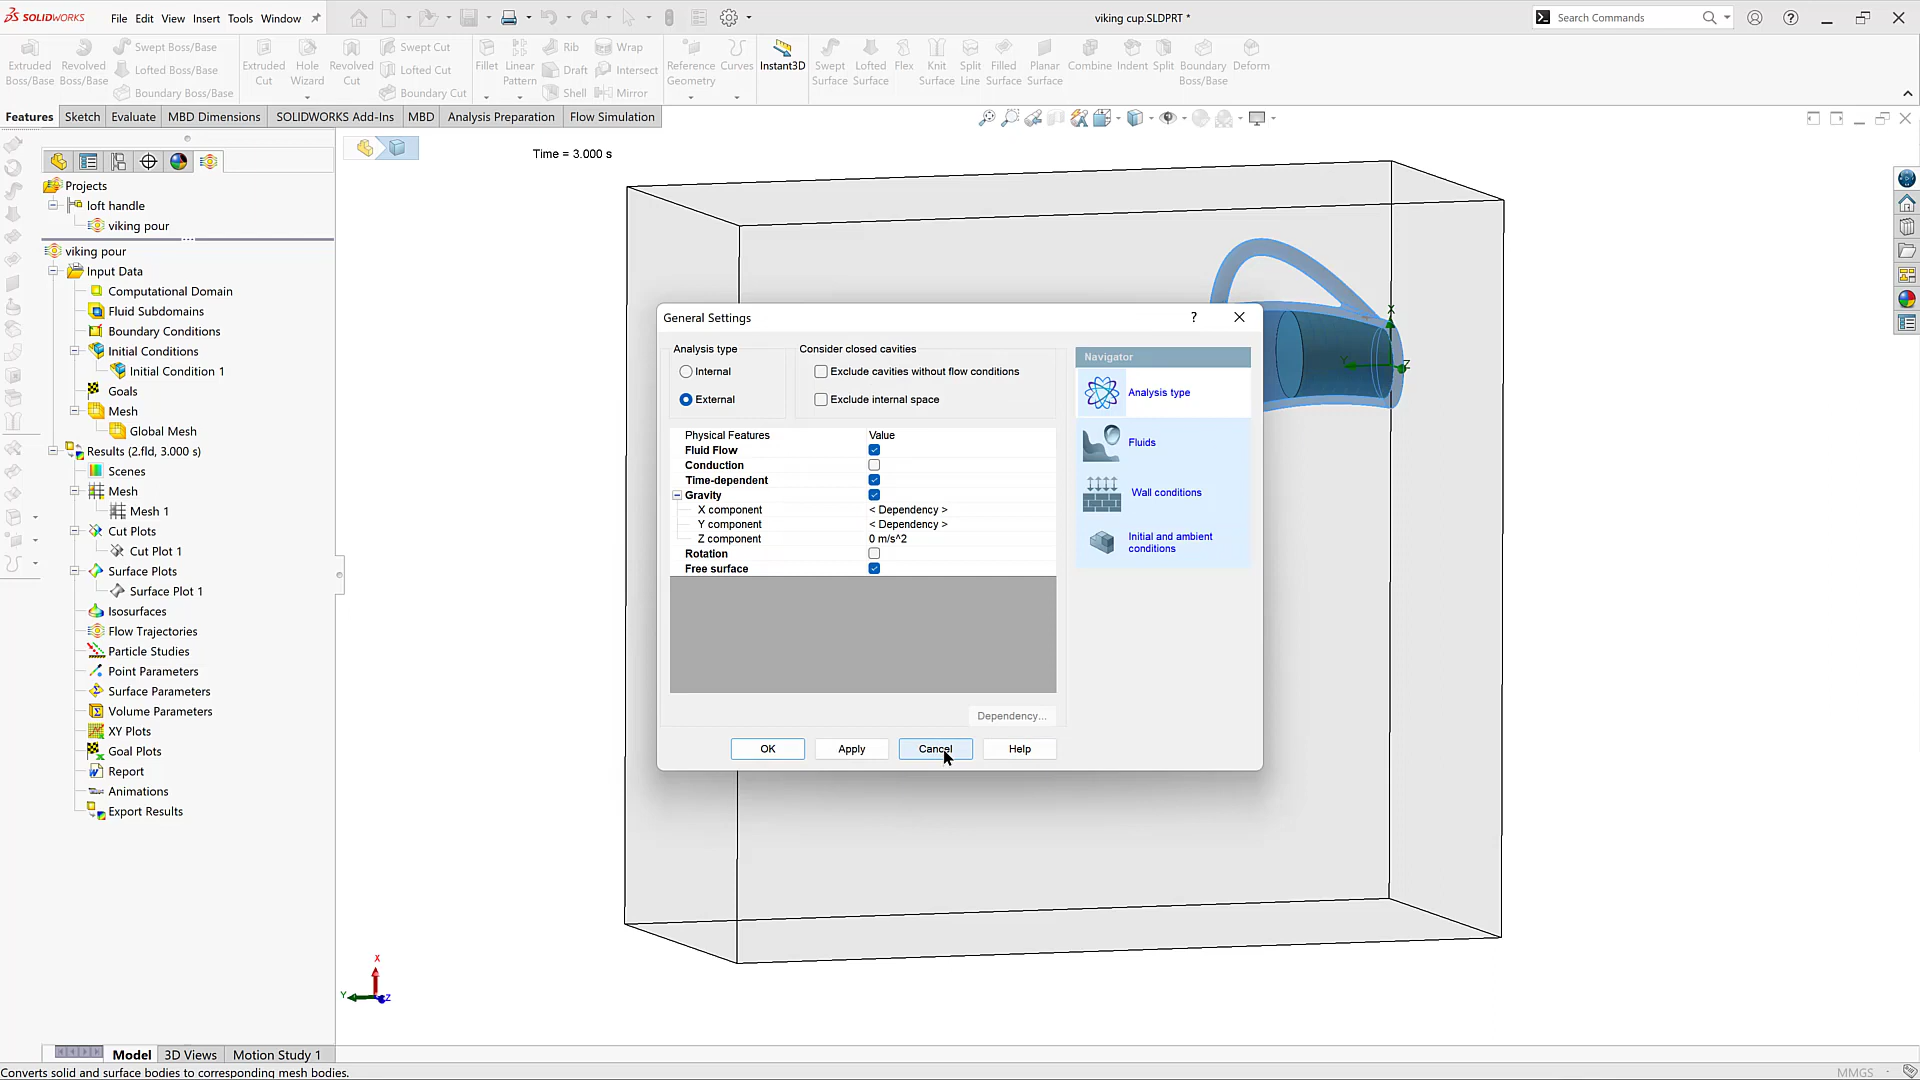 SOLIDWORKS File Edit View Insert Tools Window viking cup.SLDPRT * Search Commands
Extruded Boss/Base Revolved Boss/Base Swept Boss/Base Lofted Boss/Base Boundary Boss/Base Extruded Cut Hole Wizard Revolved Cut Swept Cut Lofted Cut Boundary Cut Fillet Linear Pattern Rib Draft Shell Wrap Intersect Mirror Reference Geometry Curves Instant3D Swept Surface Lofted Surface Flex Knit Surface Split Line Filled Surface Planar Surface Combine Indent Split Boundary Boss/Base Deform
Features Sketch Evaluate MBD Dimensions SOLIDWORKS Add-Ins MBD Analysis Preparation Flow Simulation
Time = 3.000 s
Projects
loft handle
viking pour
viking pour
Input Data
Computational Domain
Fluid Subdomains
Boundary Conditions
Initial Conditions
Initial Condition 1
Goals
Mesh
Global Mesh
Results (2.fld, 3.000 s)
Scenes
Mesh
Mesh 1
Cut Plots
Cut Plot 1
Surface Plots
Surface Plot 1
Isosurfaces
Flow Trajectories
Particle Studies
Point Parameters
Surface Parameters
Volume Parameters
XY Plots
Goal Plots
Report
Animations
Export Results
General Settings ?
Analysis type Consider closed cavities
Internal Exclude cavities without flow conditions
External Exclude internal space
Physical Features Value
Fluid Flow
Conduction
Time-dependent
Gravity
X component < Dependency >
Y component < Dependency >
Z component 0 m/s^2
Rotation
Free surface
Dependency...
OK Apply Cancel Help
Navigator
Analysis type
Fluids
Wall conditions
Initial and ambient
conditions
X
Y
Z
X
Y
Z
Model 3D Views Motion Study 1
Converts solid and surface bodies to corresponding mesh bodies. MMGS